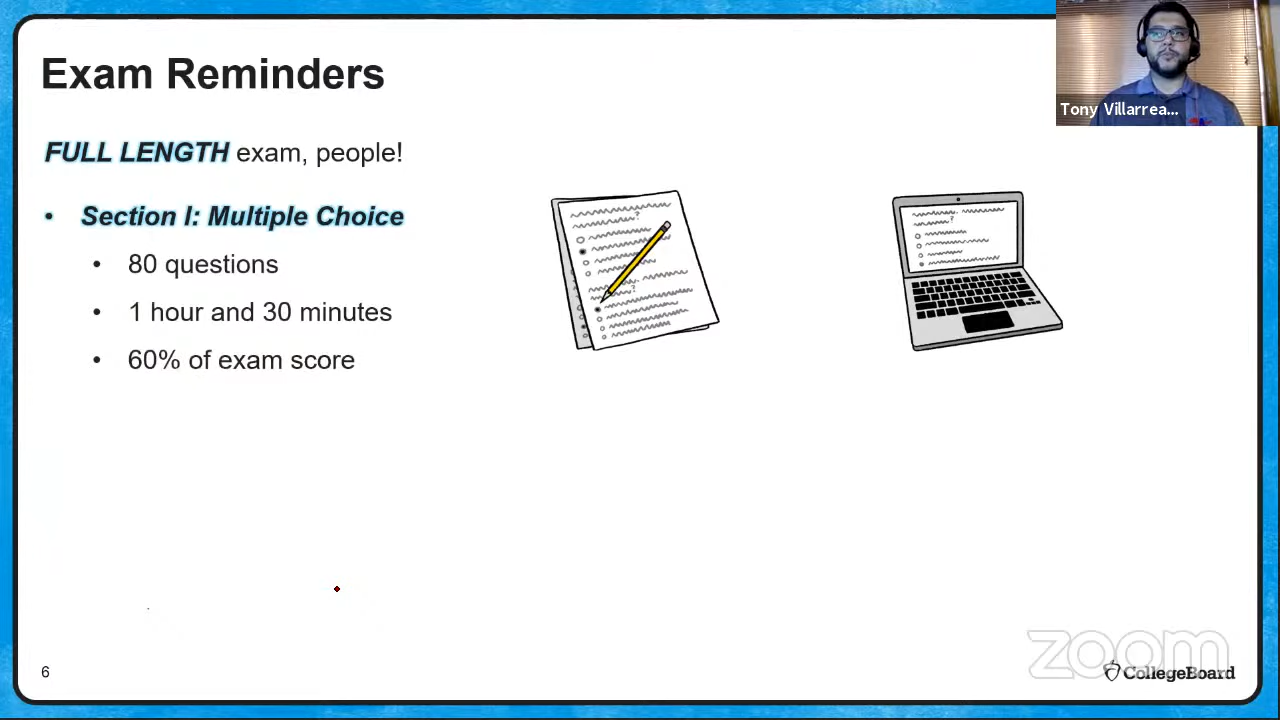 Exam Reminders
Tony Villarrea...
FULL LENGTH exam, people!
• Section I: Multiple Choice
• 80 questions
• 1 hour and 30 minutes
• 60% of exam score
zoom
6
CollegeBoard